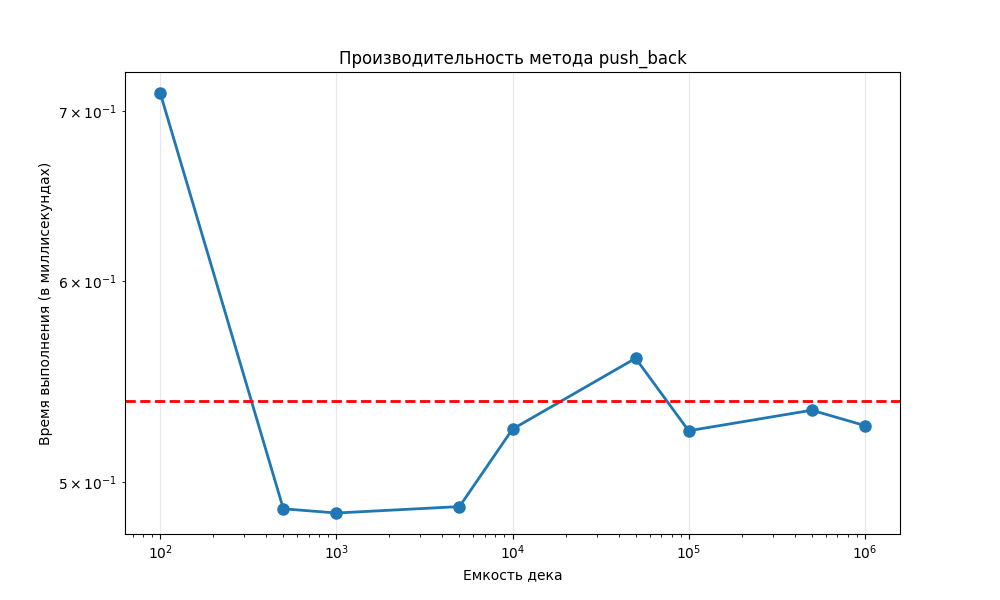 Производительность метода push_back
7 × 10⁻¹
6 × 10⁻¹
5 × 10⁻¹
Время выполнения (в миллисекундах)
10² 10³ 10⁴ 10⁵ 10⁶
Емкость дека